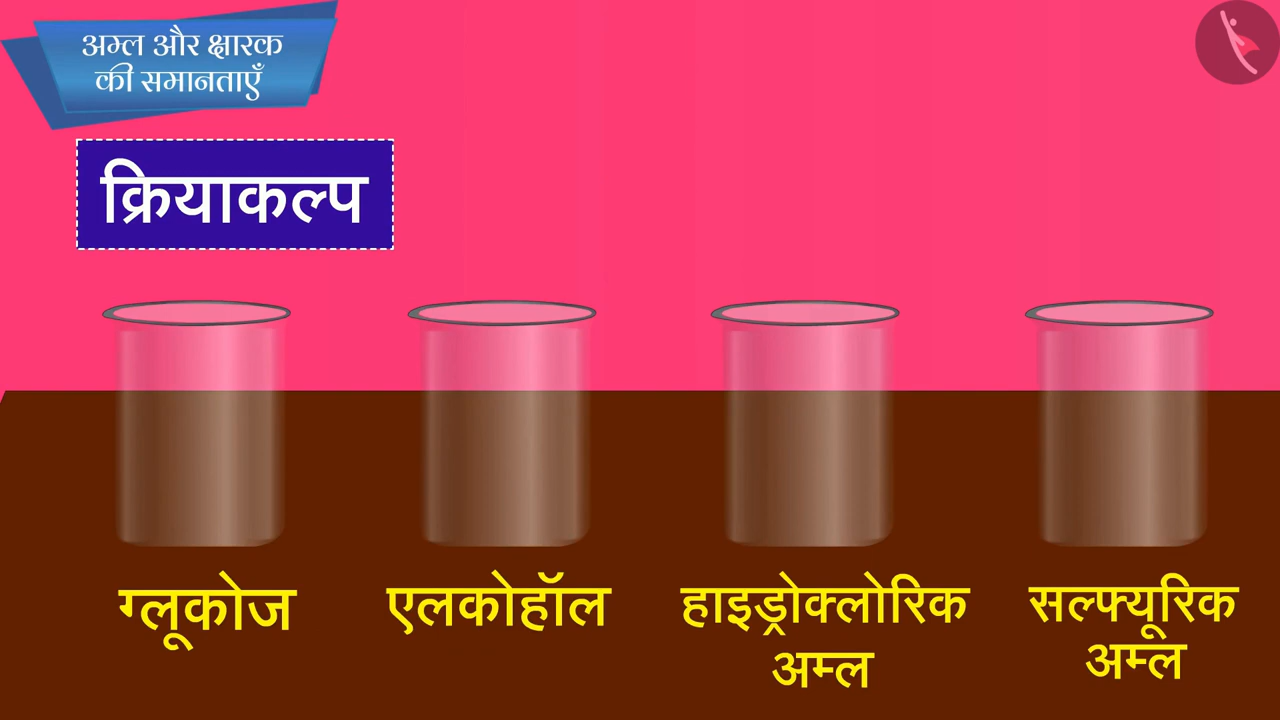 अम्ल और क्षारक
की समानताएँ
क्रियाकल्प
ग्लूकोज
एलकोहॉल
हाइड्रोक्लोरिक
अम्ल
सल्फ्यूरिक
अम्ल